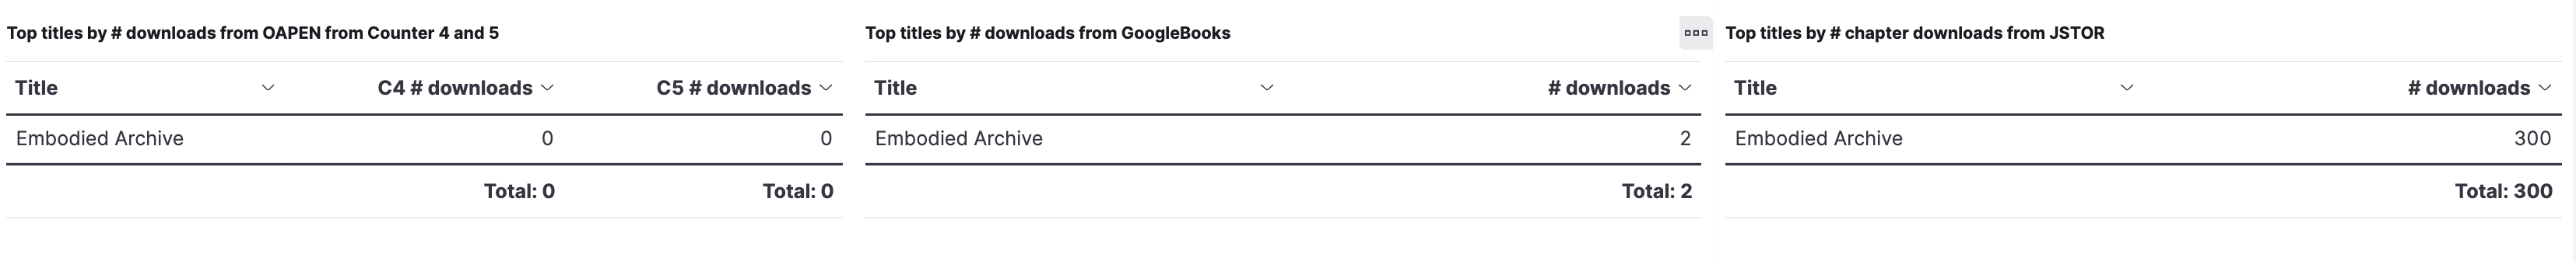 Top titles by # downloads from OAPEN from Counter 4 and 5
Title C4 # downloads C5 # downloads
Embodied Archive 0 0
Total: 0 Total: 0
Top titles by # downloads from GoogleBooks
Title # downloads
Embodied Archive 2
Total: 2
Top titles by # chapter downloads from JSTOR
Title # downloads
Embodied Archive 300
Total: 300